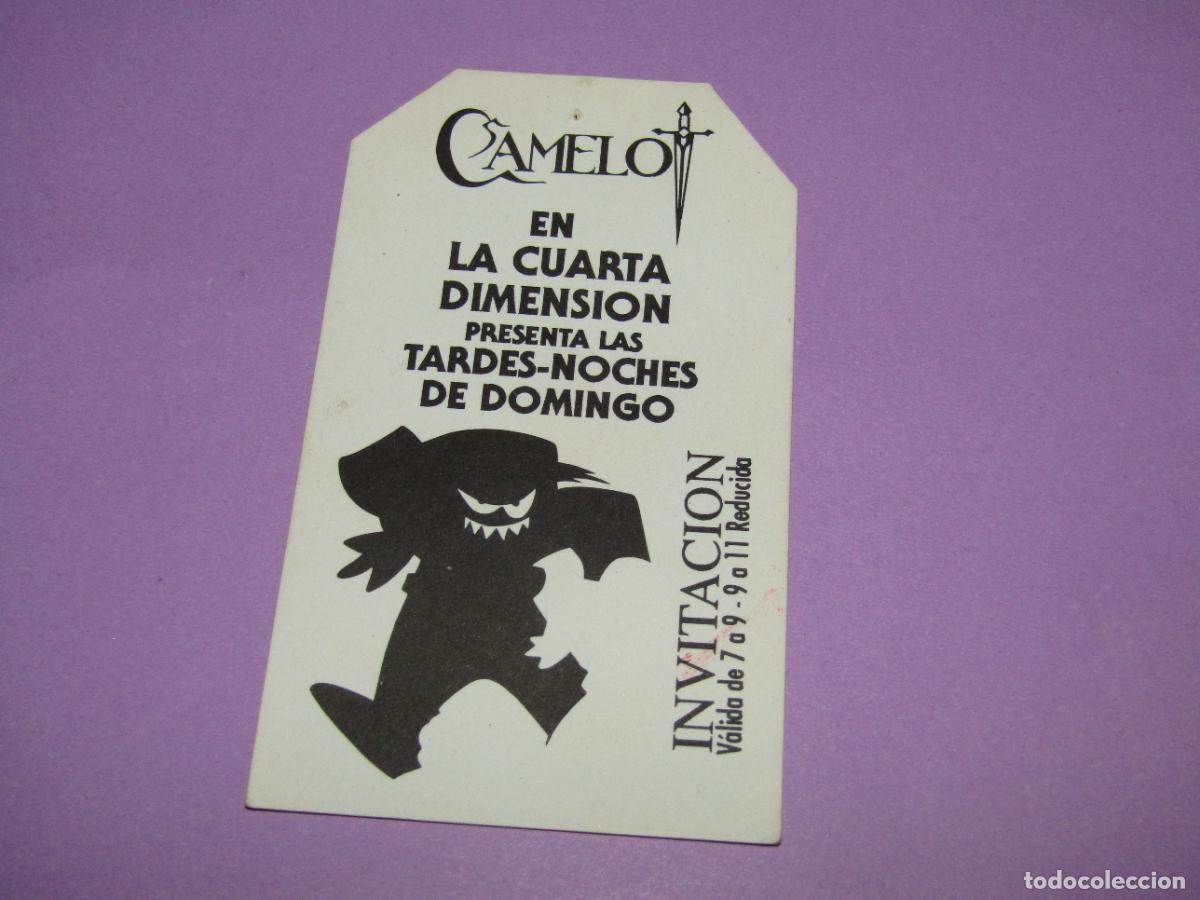 CAMELOT
EN
LA CUARTA
DIMENSION
PRESENTA LAS
TARDES-NOCHES
DE DOMINGO
INVITACION
Válida de 7 a 9 - 9 a 11 Reducida
todocoleccion